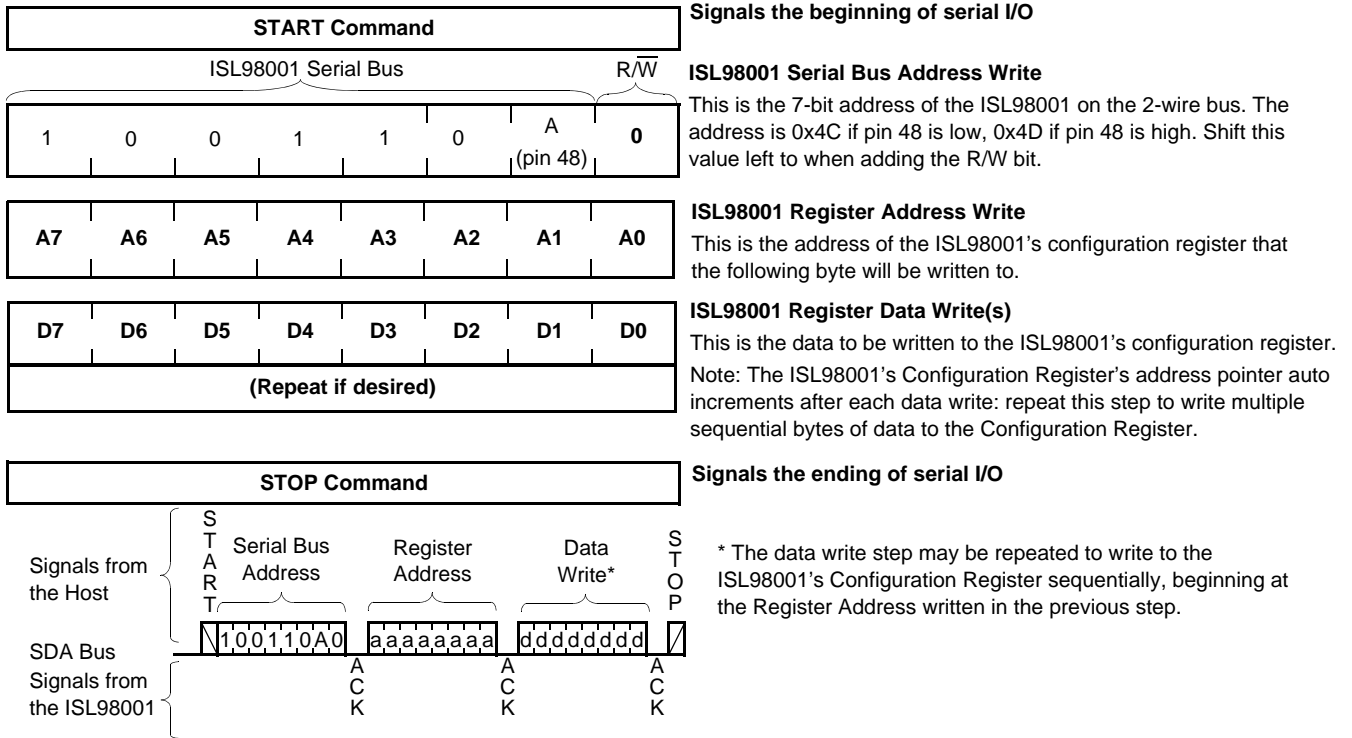 START Command
Signals the beginning of serial I/O
ISL98001 Serial Bus
R/W̅
1 0 0 1 1 0 A (pin 48) 0
ISL98001 Serial Bus Address Write
This is the 7-bit address of the ISL98001 on the 2-wire bus. The
address is 0x4C if pin 48 is low, 0x4D if pin 48 is high. Shift this
value left to when adding the R/W bit.
A7 A6 A5 A4 A3 A2 A1 A0
ISL98001 Register Address Write
This is the address of the ISL98001's configuration register that
the following byte will be written to.
D7 D6 D5 D4 D3 D2 D1 D0
(Repeat if desired)
ISL98001 Register Data Write(s)
This is the data to be written to the ISL98001's configuration register.
Note: The ISL98001's Configuration Register's address pointer auto
increments after each data write: repeat this step to write multiple
sequential bytes of data to the Configuration Register.
STOP Command
Signals the ending of serial I/O
Signals from
the Host
START
Serial Bus
Address
Register
Address
Data
Write*
STOP
* The data write step may be repeated to write to the
ISL98001's Configuration Register sequentially, beginning at
the Register Address written in the previous step.
SDA Bus
1 0 0 1 1 0 A 0
a a a a a a a a
d d d d d d d d
Signals from
the ISL98001
ACK
ACK
ACK